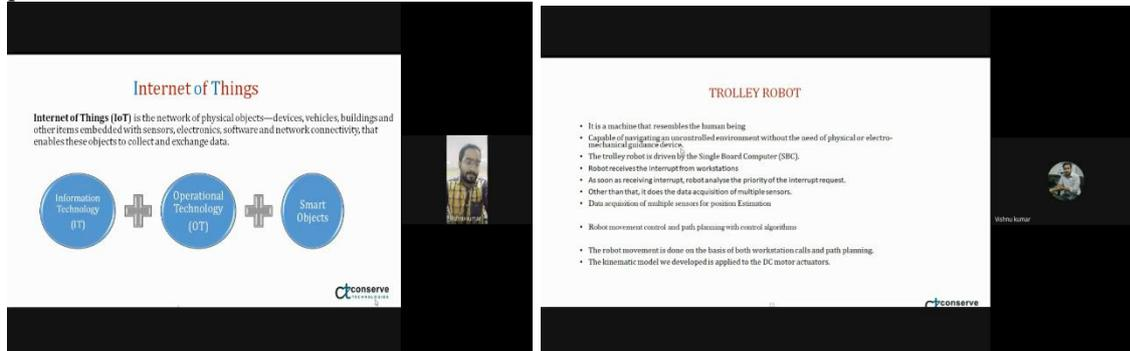 Internet of Things
Internet of Things (IoT) is the network of physical objects—devices, vehicles, buildings and
other items embedded with sensors, electronics, software and network connectivity, that
enables these objects to collect and exchange data.
Information
Technology
(IT)
Operational
Technology
(OT)
Smart
Objects
conserve
TECHNOLOGIES
TROLLEY ROBOT
• It is a machine that resembles the human being
• Capable of navigating an uncontrolled environment without the need of physical or electro-
mechanical guidance device.
• The trolley robot is driven by the Single Board Computer (SBC).
• Robot receives the interrupt from workstations
• As soon as receiving interrupt, robot analyse the priority of the interrupt request.
• Other than that, it does the data acquisition of multiple sensors.
• Data acquisition of multiple sensors for position Estimation
• Robot movement control and path planning with control algorithms
• The robot movement is done on the basis of both workstation calls and path planning.
• The kinematic model we developed is applied to the DC motor actuators.
conserve
Vishnu kumar